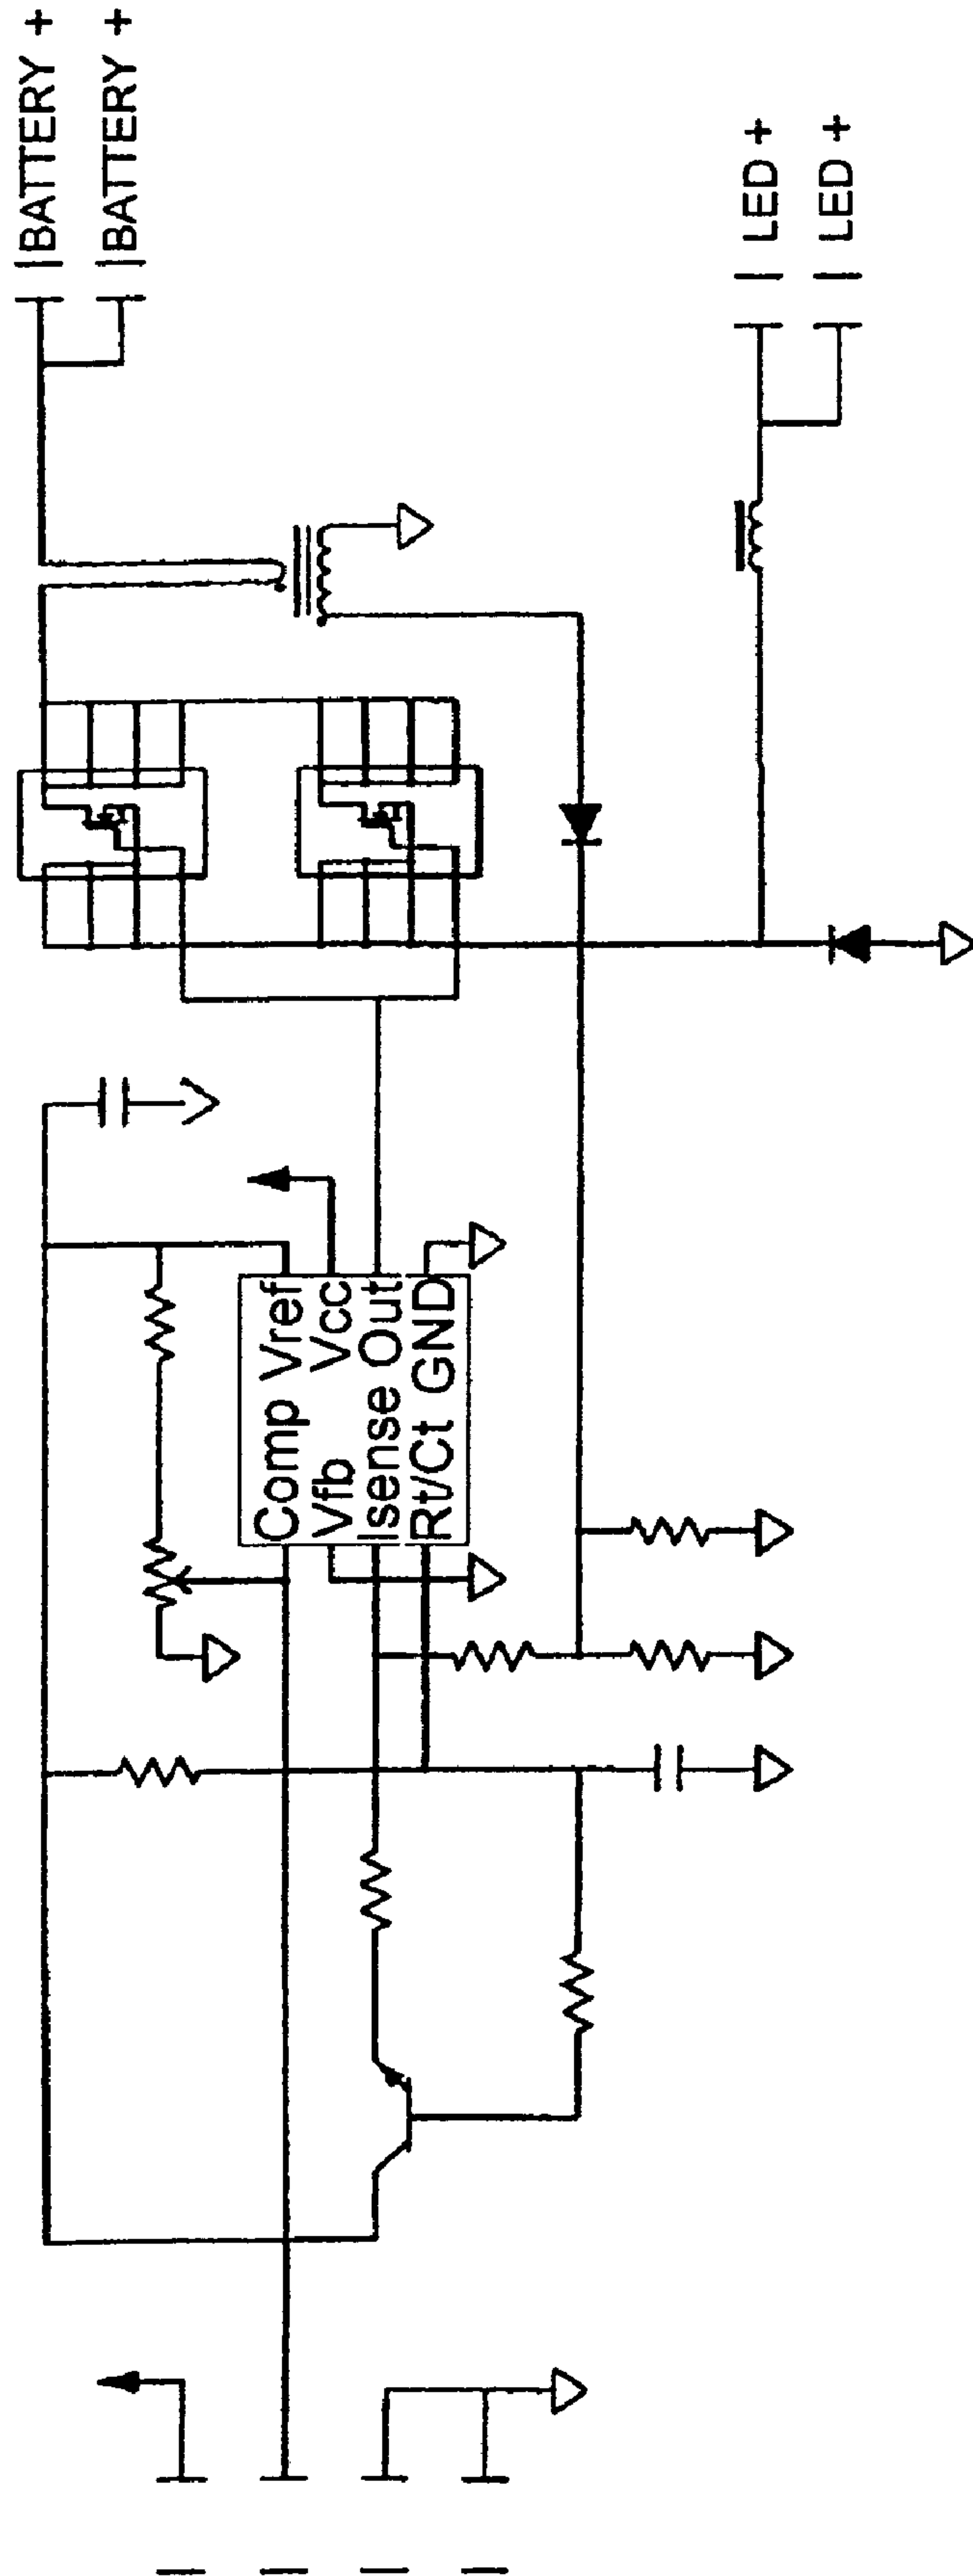 BATTERY +
BATTERY +
LED +
LED +
Comp Vref
Vfb Vcc
Isense Out
Rt/Ct GND